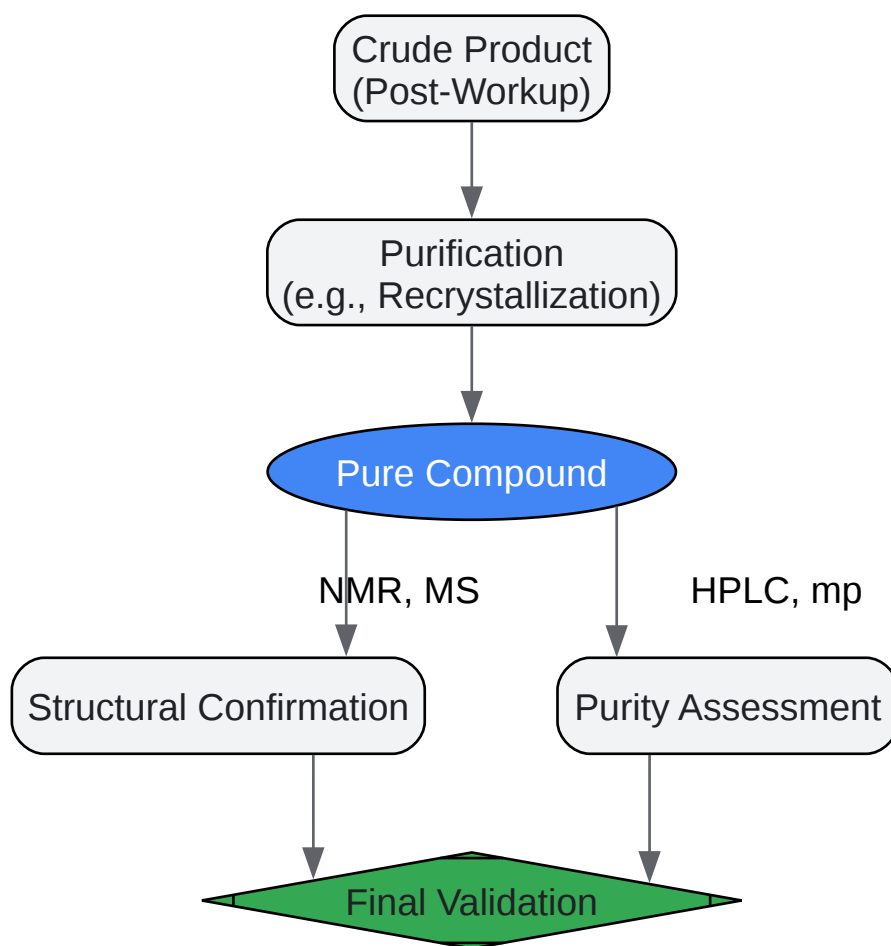 Crude Product
(Post-Workup)
Purification
(e.g., Recrystallization)
Pure Compound
NMR, MS
HPLC, mp
Structural Confirmation
Purity Assessment
Final Validation